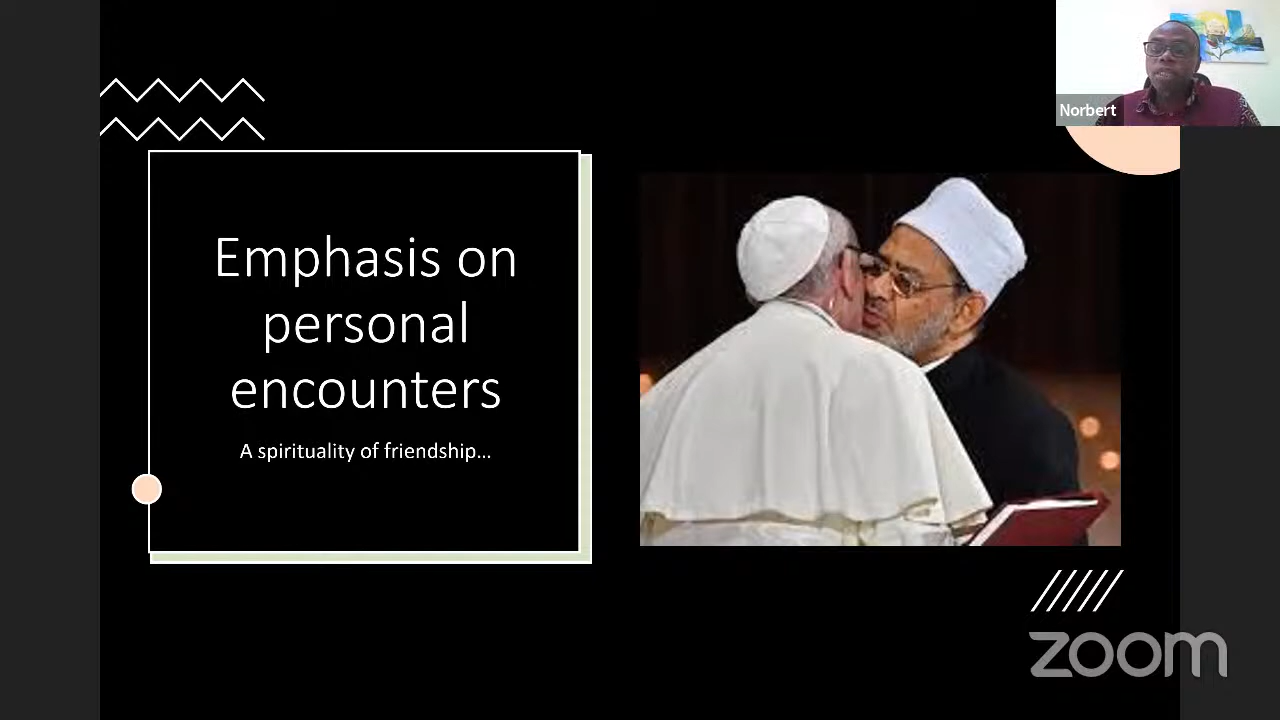 Norbert
Emphasis on
personal
encounters
A spirituality of friendship...
zoom